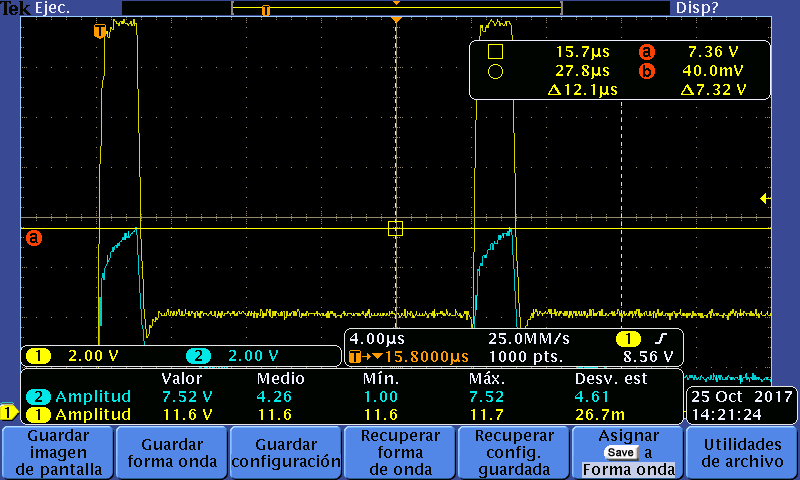 Tek Ejec. Disp?
T
T
15.7µs a 7.36 V
27.8µs b 40.0mV
Δ12.1µs Δ7.32 V
a
4.00µs 25.0MS/s 1 ʃ
1 2.00 V 2 2.00 V T→▼15.8000µs 1000 pts. 8.56 V
Valor Medio Mín. Máx. Desv. est
2 Amplitud 7.52 V 4.26 1.00 7.52 4.61
1 Amplitud 11.6 V 11.6 11.6 11.7 26.7m
1
25 Oct 2017
14:21:24
Guardar imagen de pantalla
Guardar forma onda
Guardar configuración
Recuperar forma de onda
Recuperar config. guardada
Asignar Save a Forma onda
Utilidades de archivo